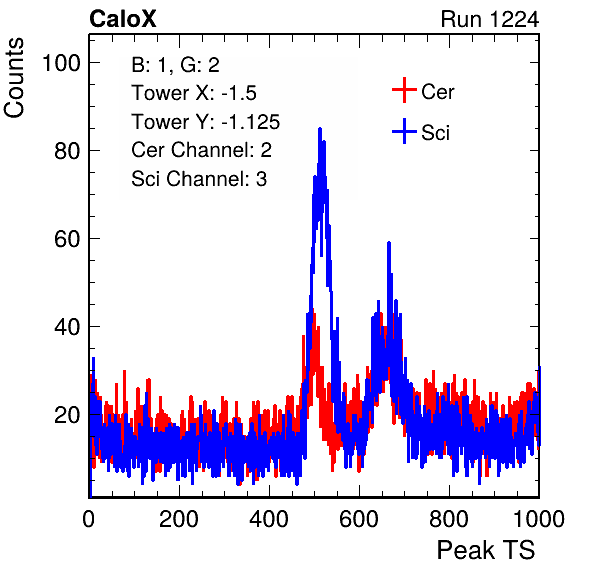 CaloX Run 1224
Counts
B: 1, G: 2
Tower X: -1.5
Tower Y: -1.125
Cer Channel: 2
Sci Channel: 3
Cer
Sci
100
80
60
40
20
0 200 400 600 800 1000
Peak TS